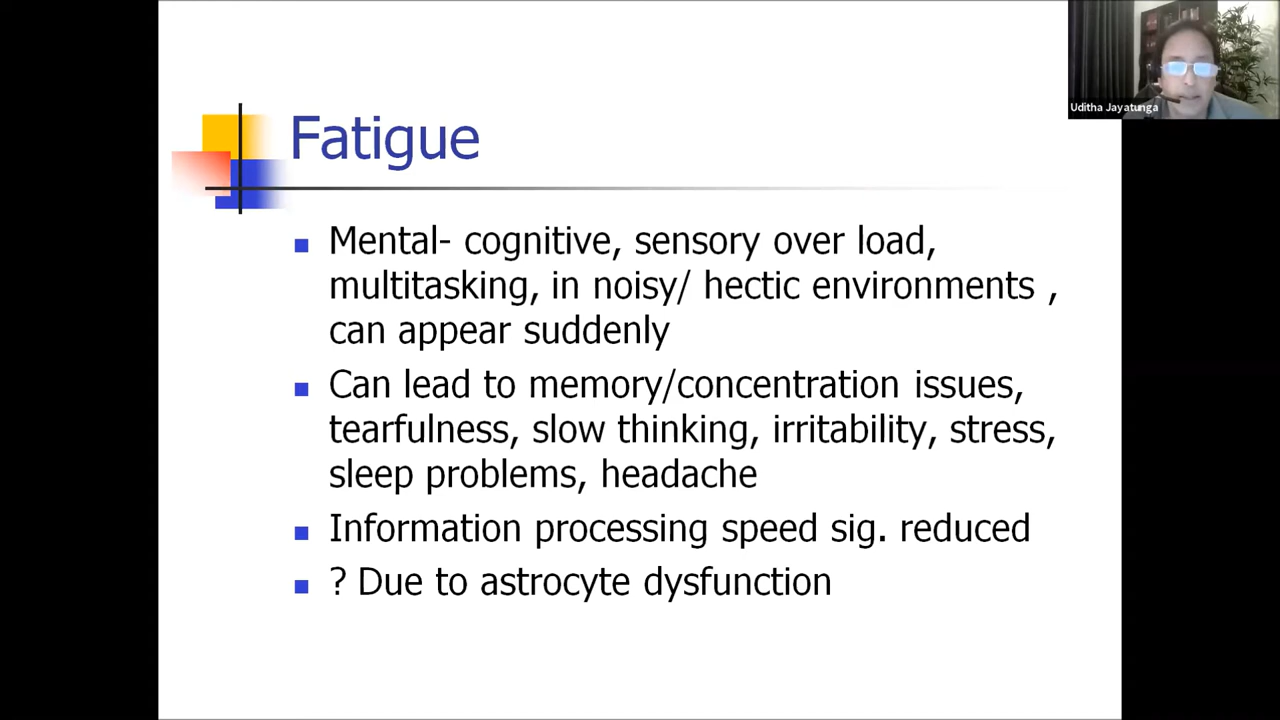 Uditha Jayatunga
Fatigue
Mental- cognitive, sensory over load,
multitasking, in noisy/ hectic environments ,
can appear suddenly
Can lead to memory/concentration issues,
tearfulness, slow thinking, irritability, stress,
sleep problems, headache
Information processing speed sig. reduced
? Due to astrocyte dysfunction